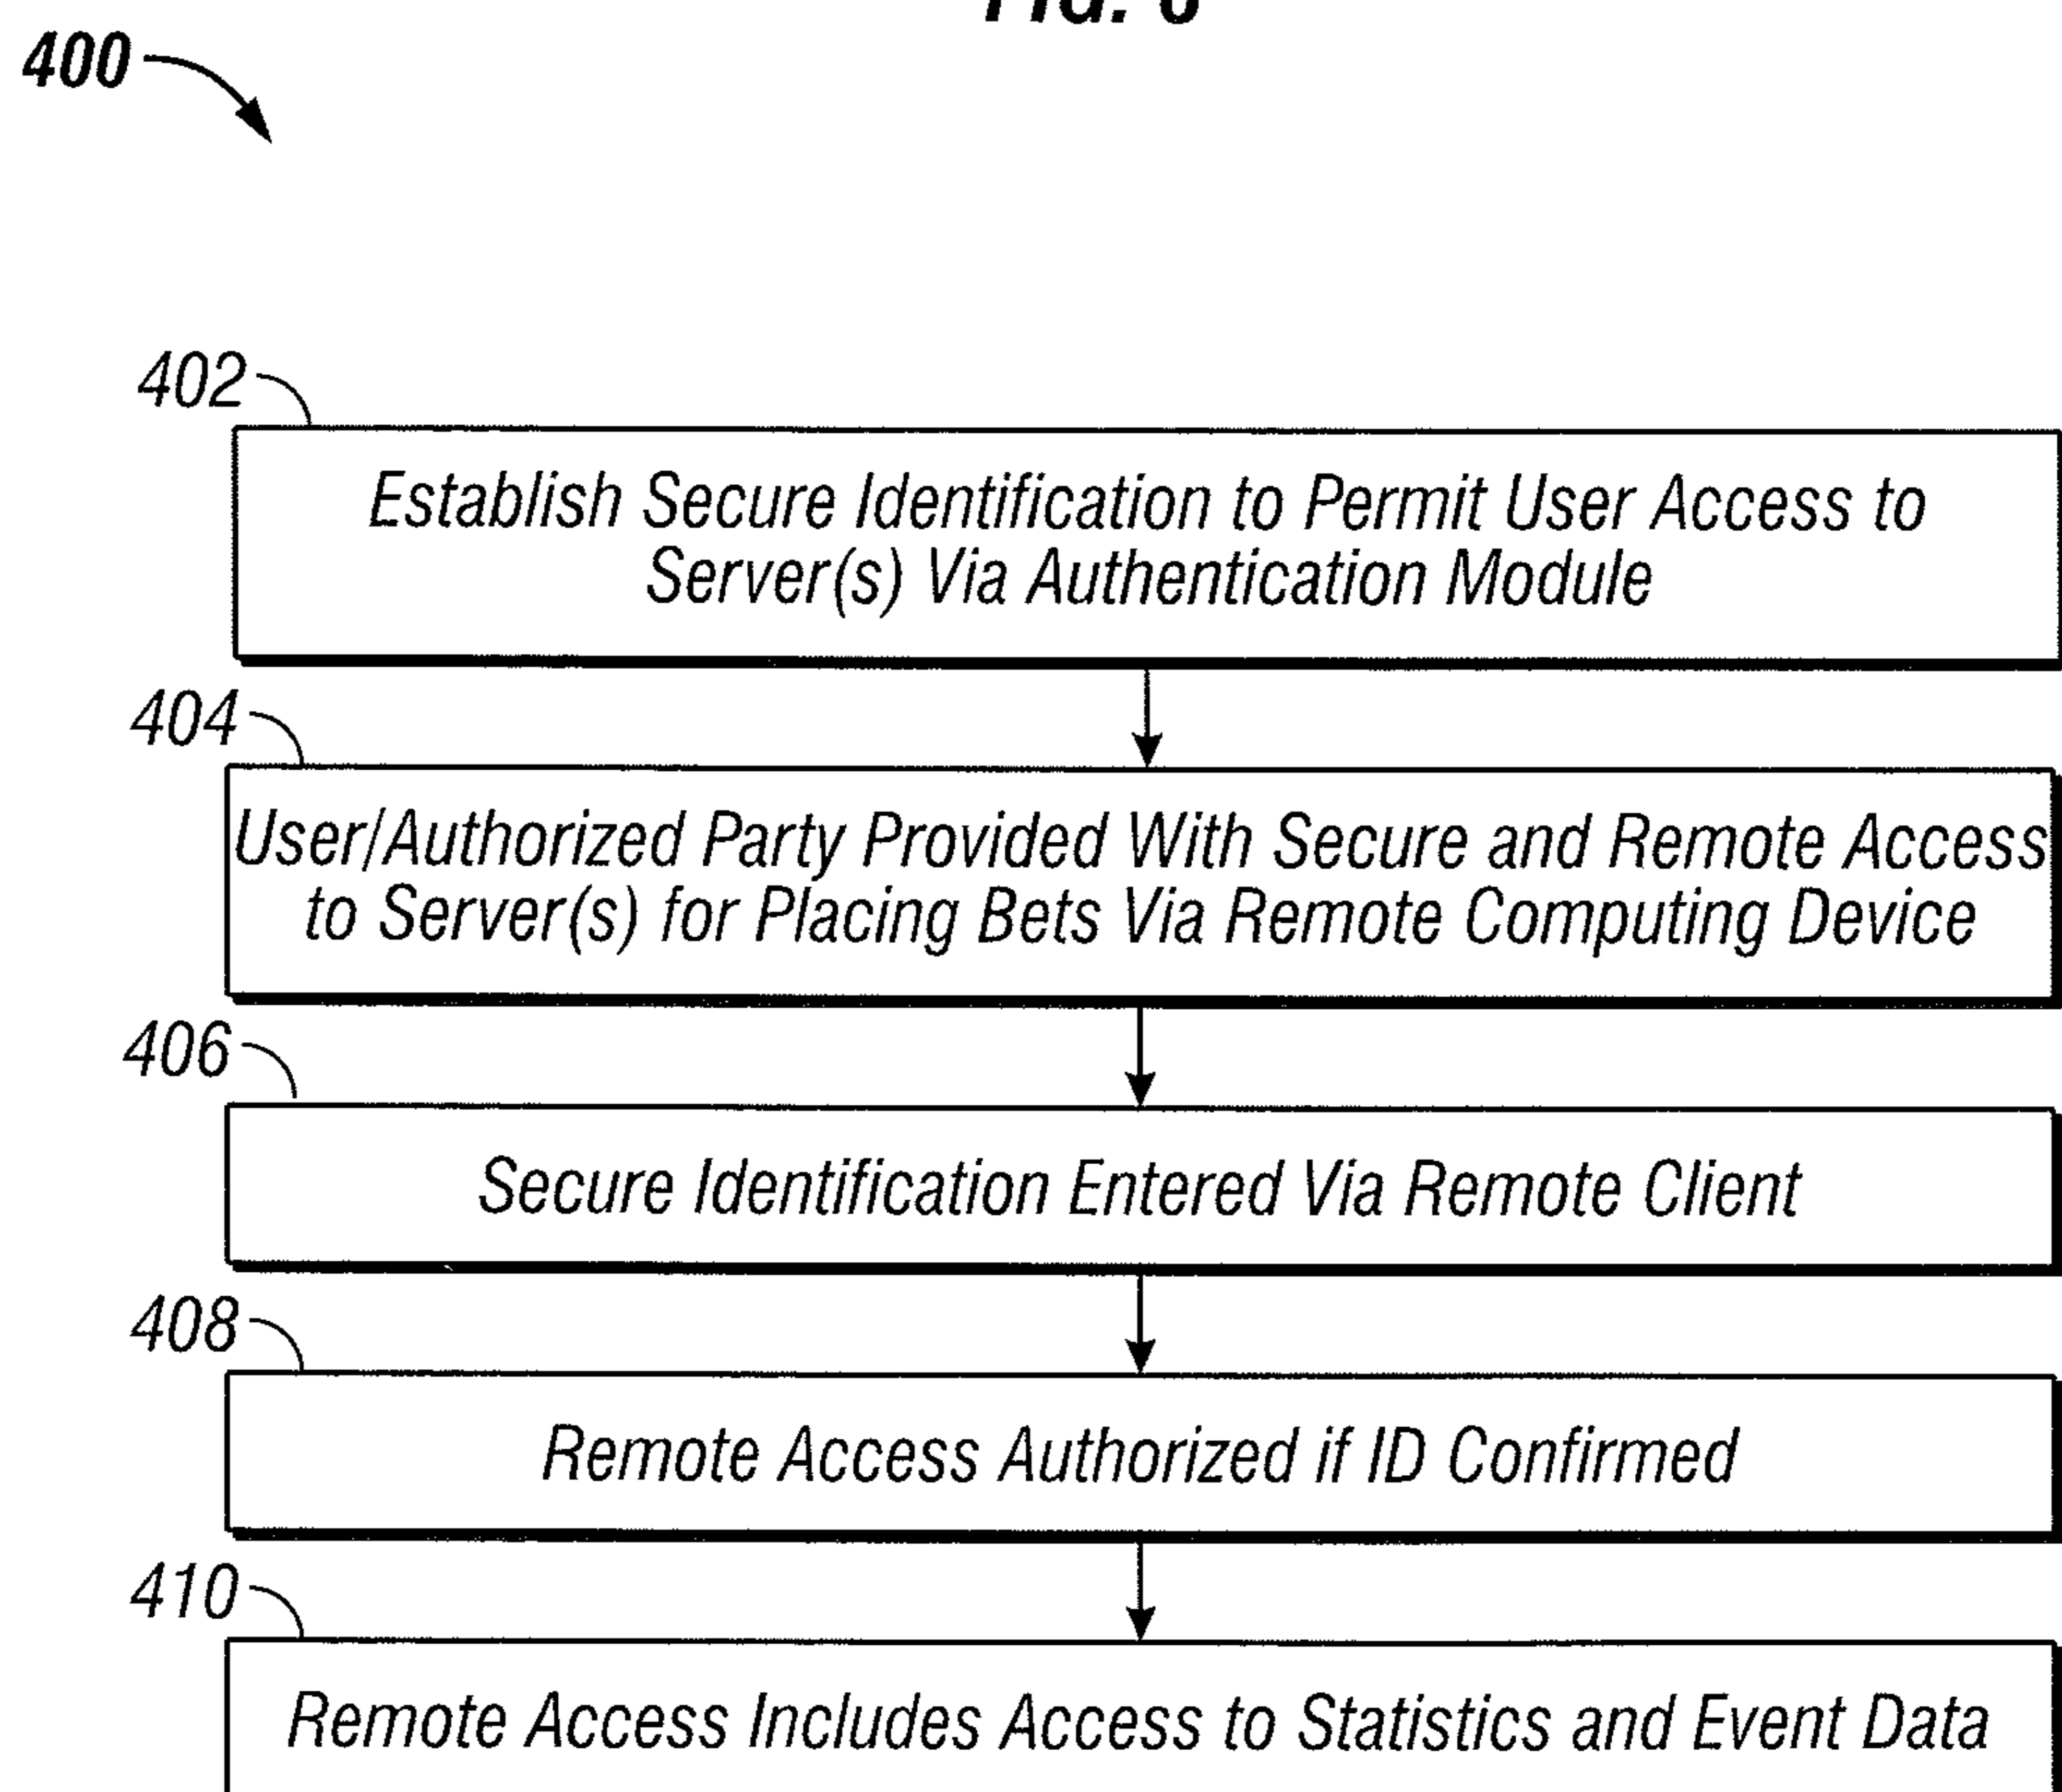 400
402
Establish Secure Identification to Permit User Access to
Server(s) Via Authentication Module
404
User/Authorized Party Provided With Secure and Remote Access
to Server(s) for Placing Bets Via Remote Computing Device
406
Secure Identification Entered Via Remote Client
408
Remote Access Authorized if ID Confirmed
410
Remote Access Includes Access to Statistics and Event Data